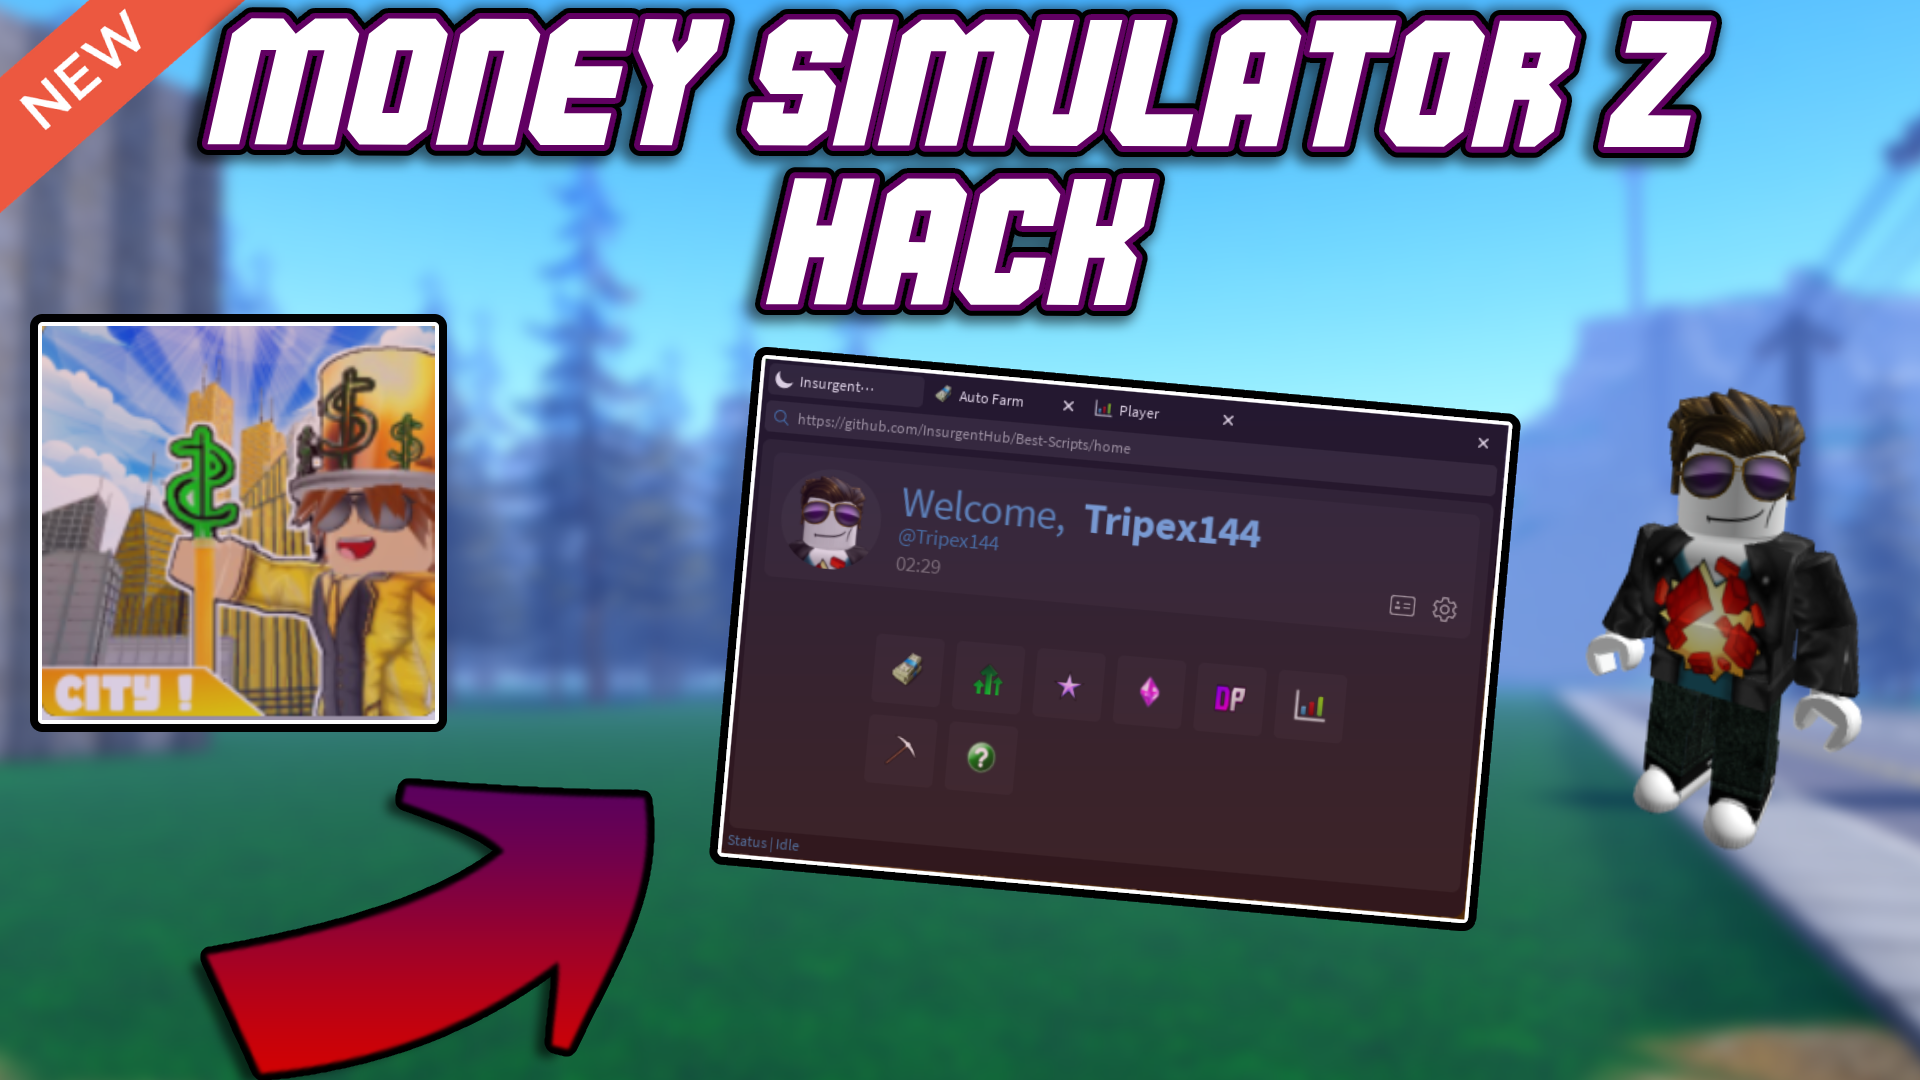 NEW
MONEY SIMULATOR Z
HACK
CITY !
Insurgent...
Auto Farm
Player
https://github.com/InsurgentHub/Best-Scripts/home
Welcome, Tripex144
@Tripex144
02:29
DP
?
Status | Idle